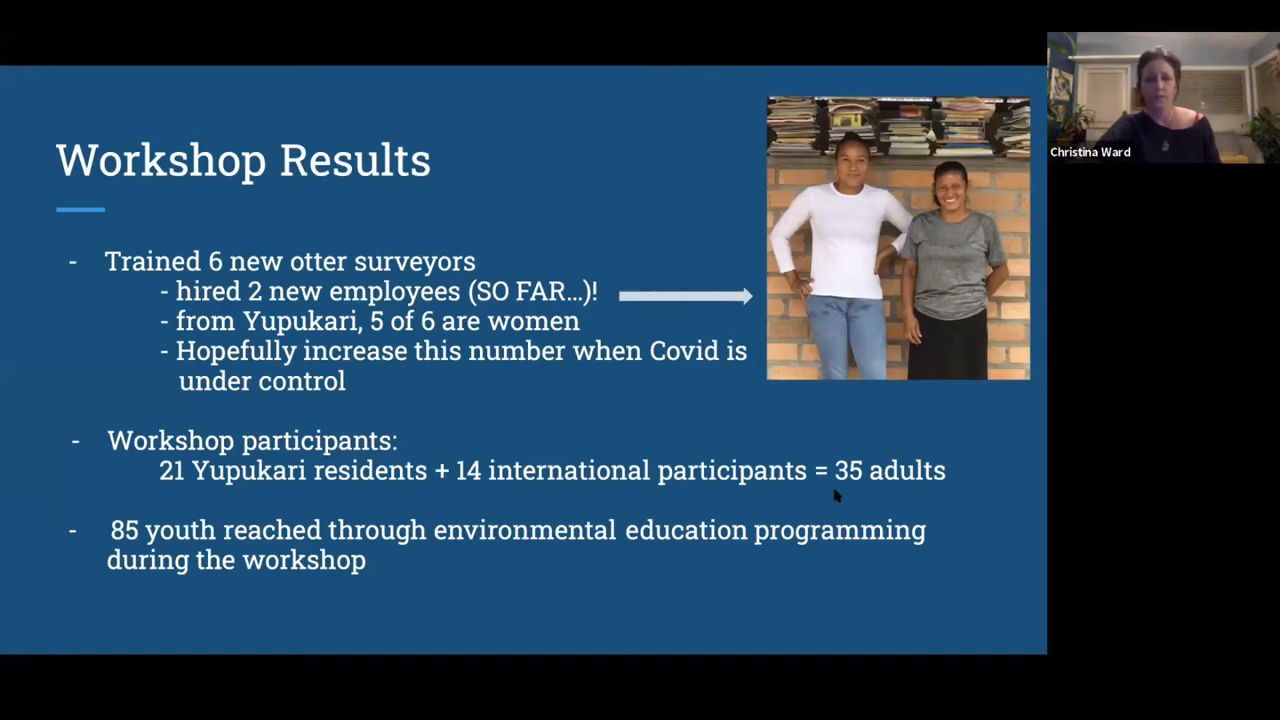 Workshop Results
- Trained 6 new otter surveyors
- hired 2 new employees (SO FAR...)!
- from Yupukari, 5 of 6 are women
- Hopefully increase this number when Covid is
under control
- Workshop participants:
21 Yupukari residents + 14 international participants = 35 adults
- 85 youth reached through environmental education programming
during the workshop
Christina Ward